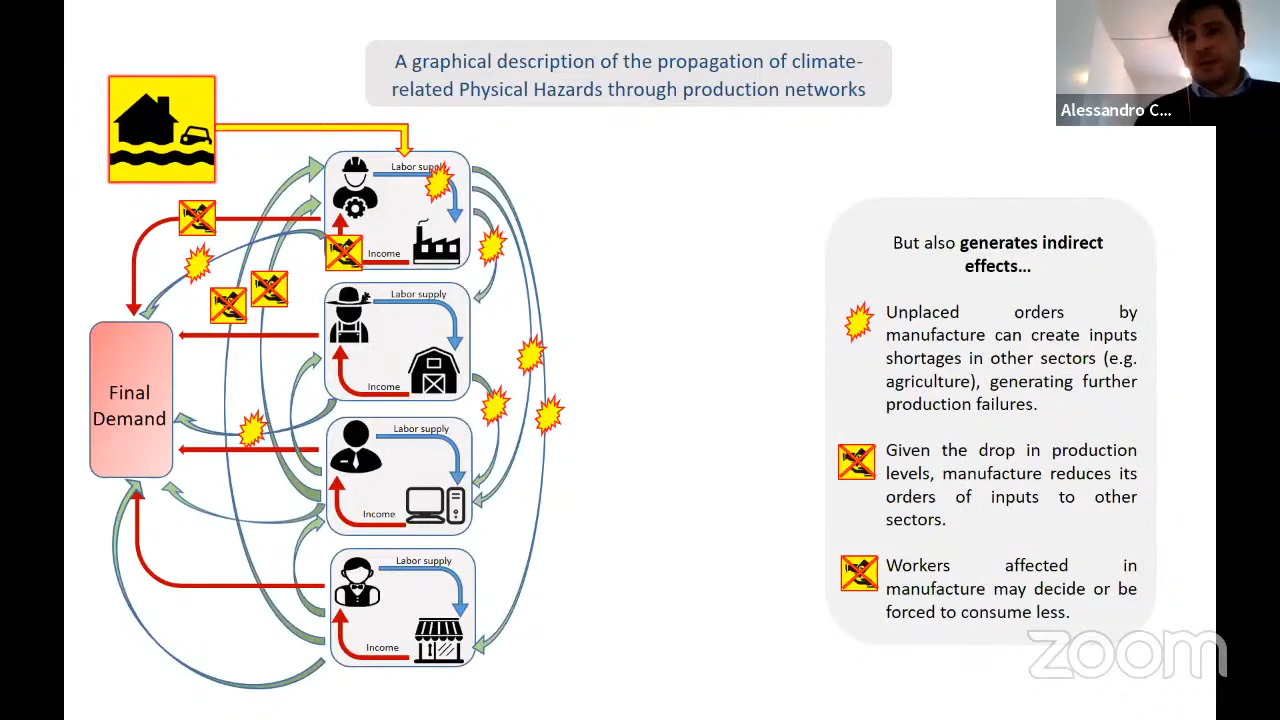 A graphical description of the propagation of climate-
related Physical Hazards through production networks
Alessandro C...
Labor supply
Income
Labor supply
Income
Final
Demand
Labor supply
Income
Labor supply
Income
But also generates indirect
effects...
Unplaced orders by
manufacture can create inputs
shortages in other sectors (e.g.
agriculture), generating further
production failures.
Given the drop in production
levels, manufacture reduces its
orders of inputs to other
sectors.
Workers affected in
manufacture may decide or be
forced to consume less.
zoom